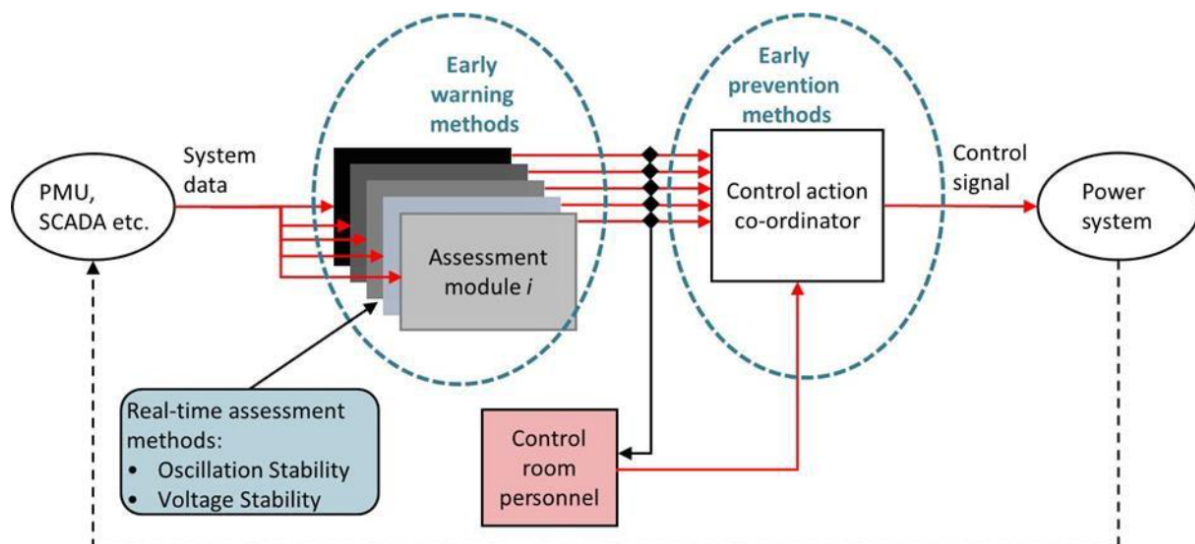 Early
warning
methods
Early
prevention
methods
System
data
Control
signal
PMU,
SCADA etc.
Control action
co-ordinator
Power
system
Assessment
module i
Real-time assessment
methods:
• Oscillation Stability
• Voltage Stability
Control
room
personnel